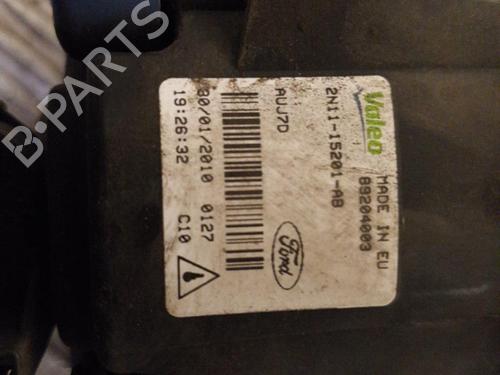 Valeo
MADE IN EU
89204003
2N11-15201-AB
AUJ7D
Ford
30/01/2010 0127
19:26:32 C10
B-PARTS